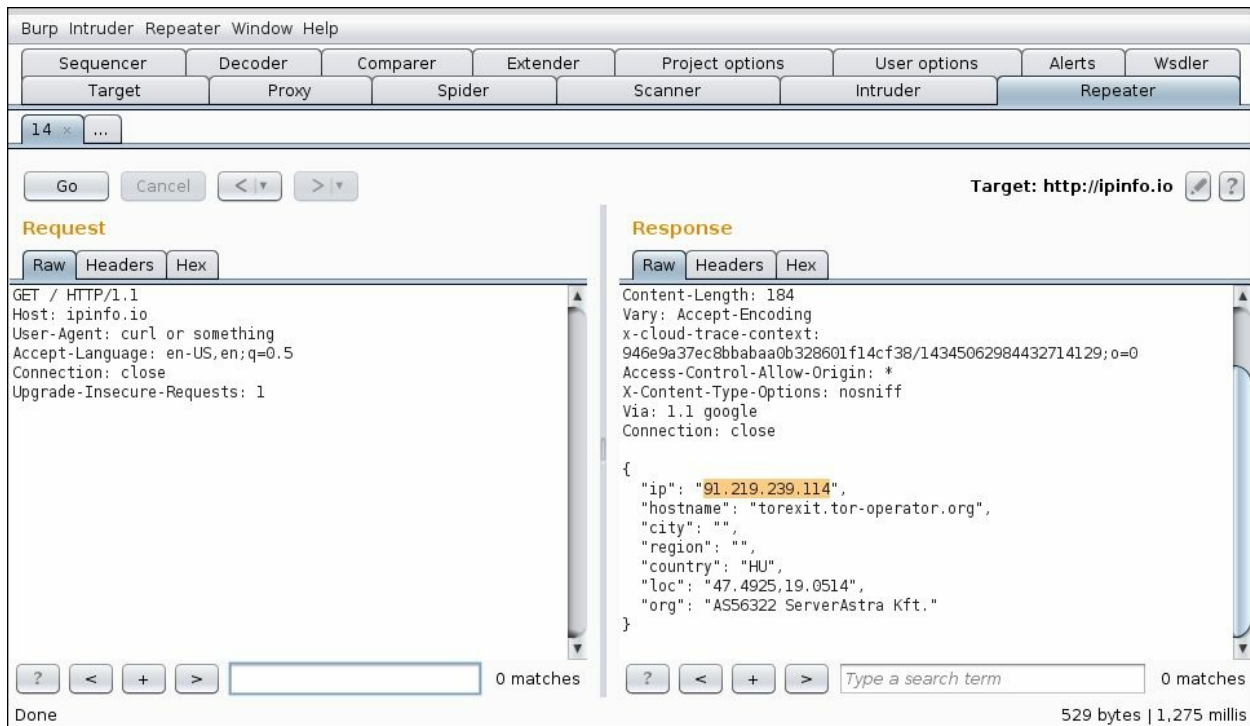 Burp Intruder Repeater Window Help
Sequencer Decoder Comparer Extender Project options User options Alerts Wsdler
Target Proxy Spider Scanner Intruder Repeater
14 × ...
Go Cancel < > Target: http://ipinfo.io ?
Request
Raw Headers Hex
GET / HTTP/1.1
Host: ipinfo.io
User-Agent: curl or something
Accept-Language: en-US,en;q=0.5
Connection: close
Upgrade-Insecure-Requests: 1
? < + > 0 matches
Response
Raw Headers Hex
Content-Length: 184
Vary: Accept-Encoding
x-cloud-trace-context:
946e9a37ec8bbabaa0b328601f14cf38/14345062984432714129;o=0
Access-Control-Allow-Origin: *
X-Content-Type-Options: nosniff
Via: 1.1 google
Connection: close
{
"ip": "91.219.239.114",
"hostname": "torexit.tor-operator.org",
"city": "",
"region": "",
"country": "HU",
"loc": "47.4925,19.0514",
"org": "AS56322 ServerAstra Kft."
}
? < + > Type a search term 0 matches
Done 529 bytes | 1,275 millis